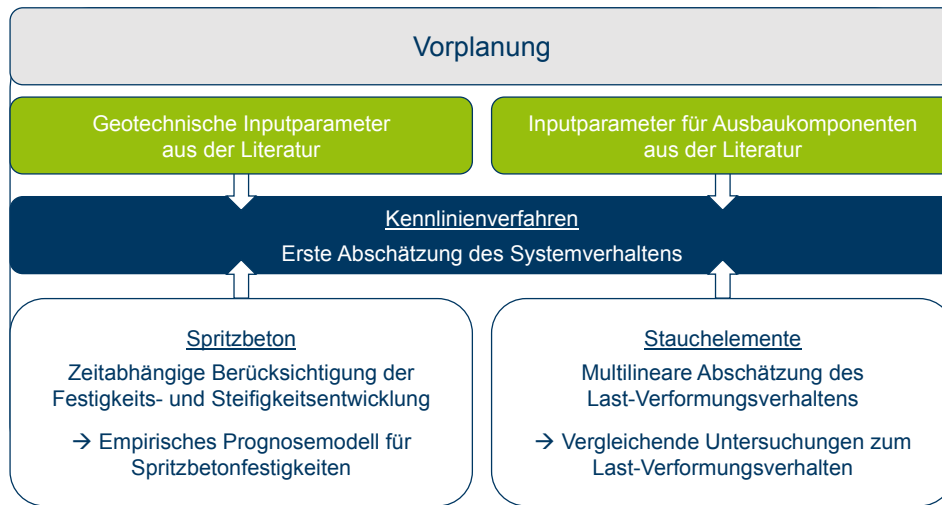 Vorplanung
Geotechnische Inputparameter
aus der Literatur
Inputparameter für Ausbaukomponenten
aus der Literatur
Kennlinienverfahren
Erste Abschätzung des Systemverhaltens
Spritzbeton
Zeitabhängige Berücksichtigung der
Festigkeits- und Steifigkeitsentwicklung
→ Empirisches Prognosemodell für
Spritzbetonfestigkeiten
Stauchelemente
Multilineare Abschätzung des
Last-Verformungsverhaltens
→ Vergleichende Untersuchungen zum
Last-Verformungsverhalten